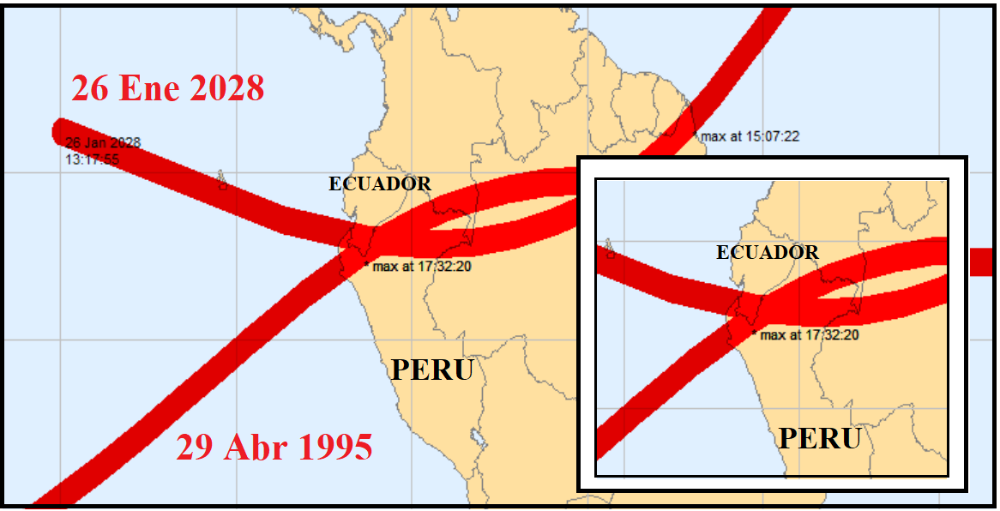 26 Ene 2028
26 Jan 2028
13:17:55
max at 15:07:22
ECUADOR
* max at 17:32:20
PERU
29 Abr 1995
ECUADOR
* max at 17:32:20
PERU